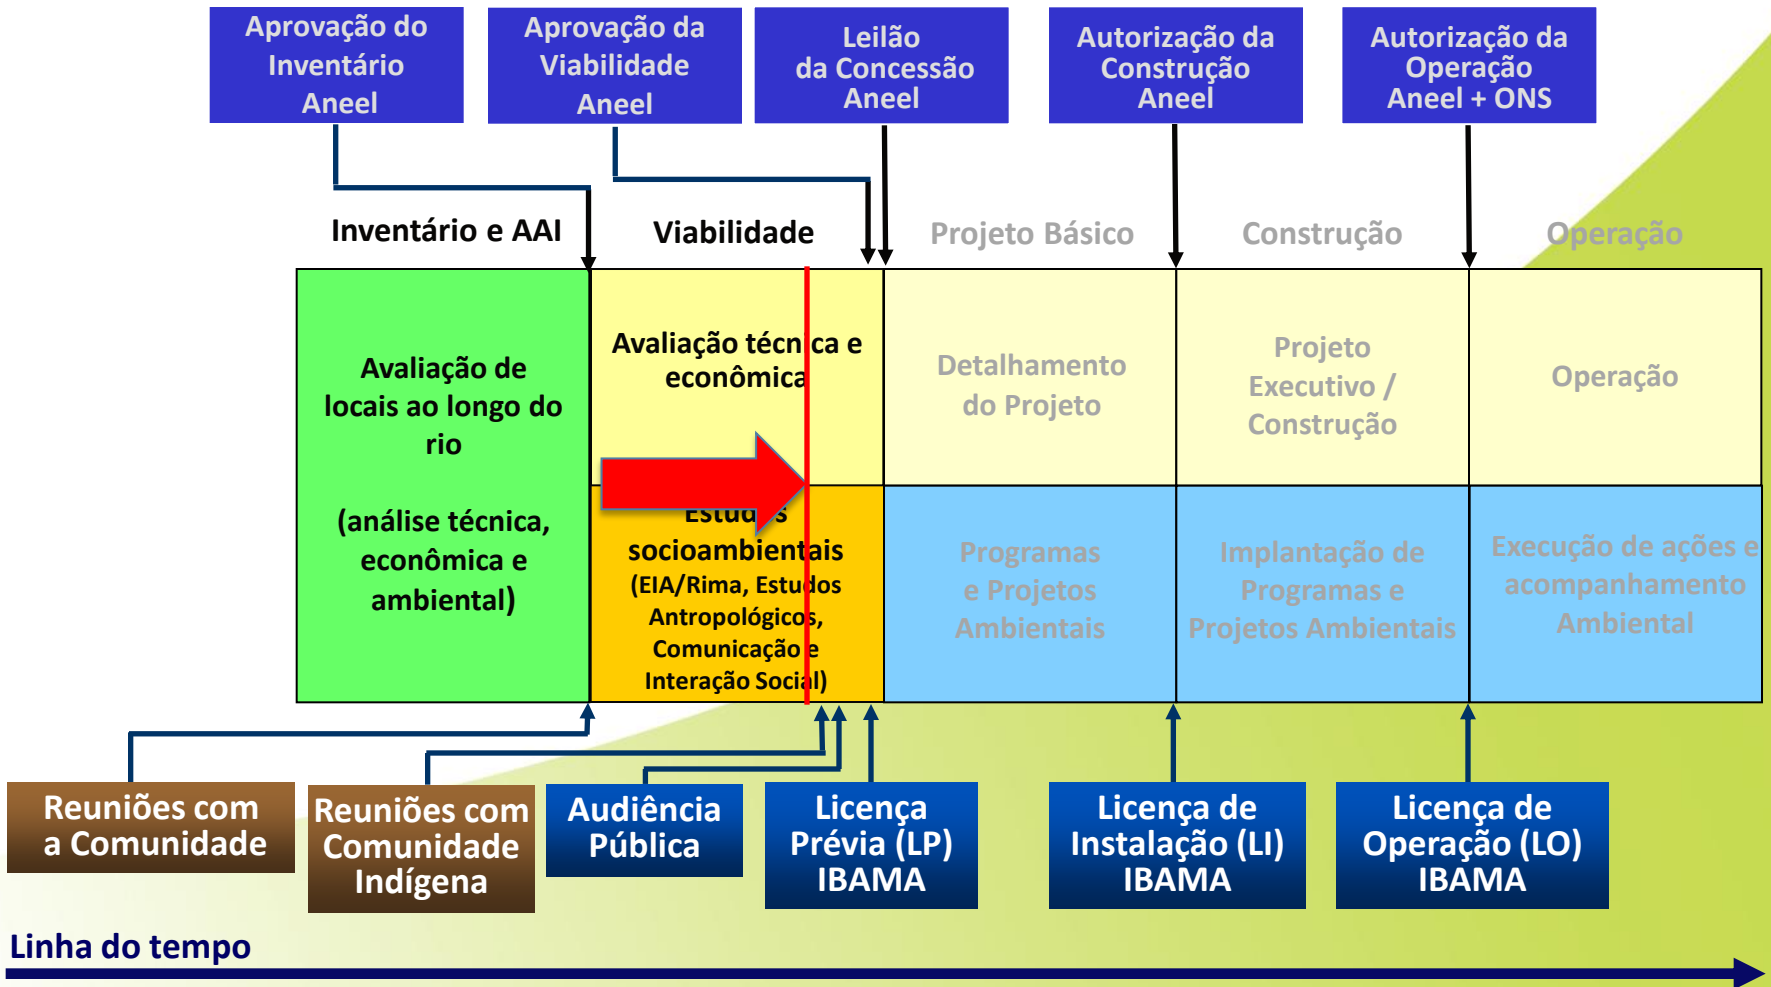 Aprovação do
Inventário
Aneel
Aprovação da
Viabilidade
Aneel
Leilão
da Concessão
Aneel
Autorização da
Construção
Aneel
Autorização da
Operação
Aneel + ONS
Inventário e AAI
Viabilidade
Projeto Básico
Construção
Operação
Avaliação de
locais ao longo do
rio
(análise técnica,
econômica e
ambiental)
Avaliação técnica e
econômica
Estudos
socioambientais
(EIA/Rima, Estudos
Antropológicos,
Comunicação e
Interação Social)
Detalhamento
do Projeto
Programas
e Projetos
Ambientais
Projeto
Executivo /
Construção
Implantação de
Programas e
Projetos Ambientais
Operação
Execução de ações e
acompanhamento
Ambiental
Reuniões com
a Comunidade
Reuniões com
Comunidade
Indígena
Audiência
Pública
Licença
Prévia (LP)
IBAMA
Licença de
Instalação (LI)
IBAMA
Licença de
Operação (LO)
IBAMA
Linha do tempo